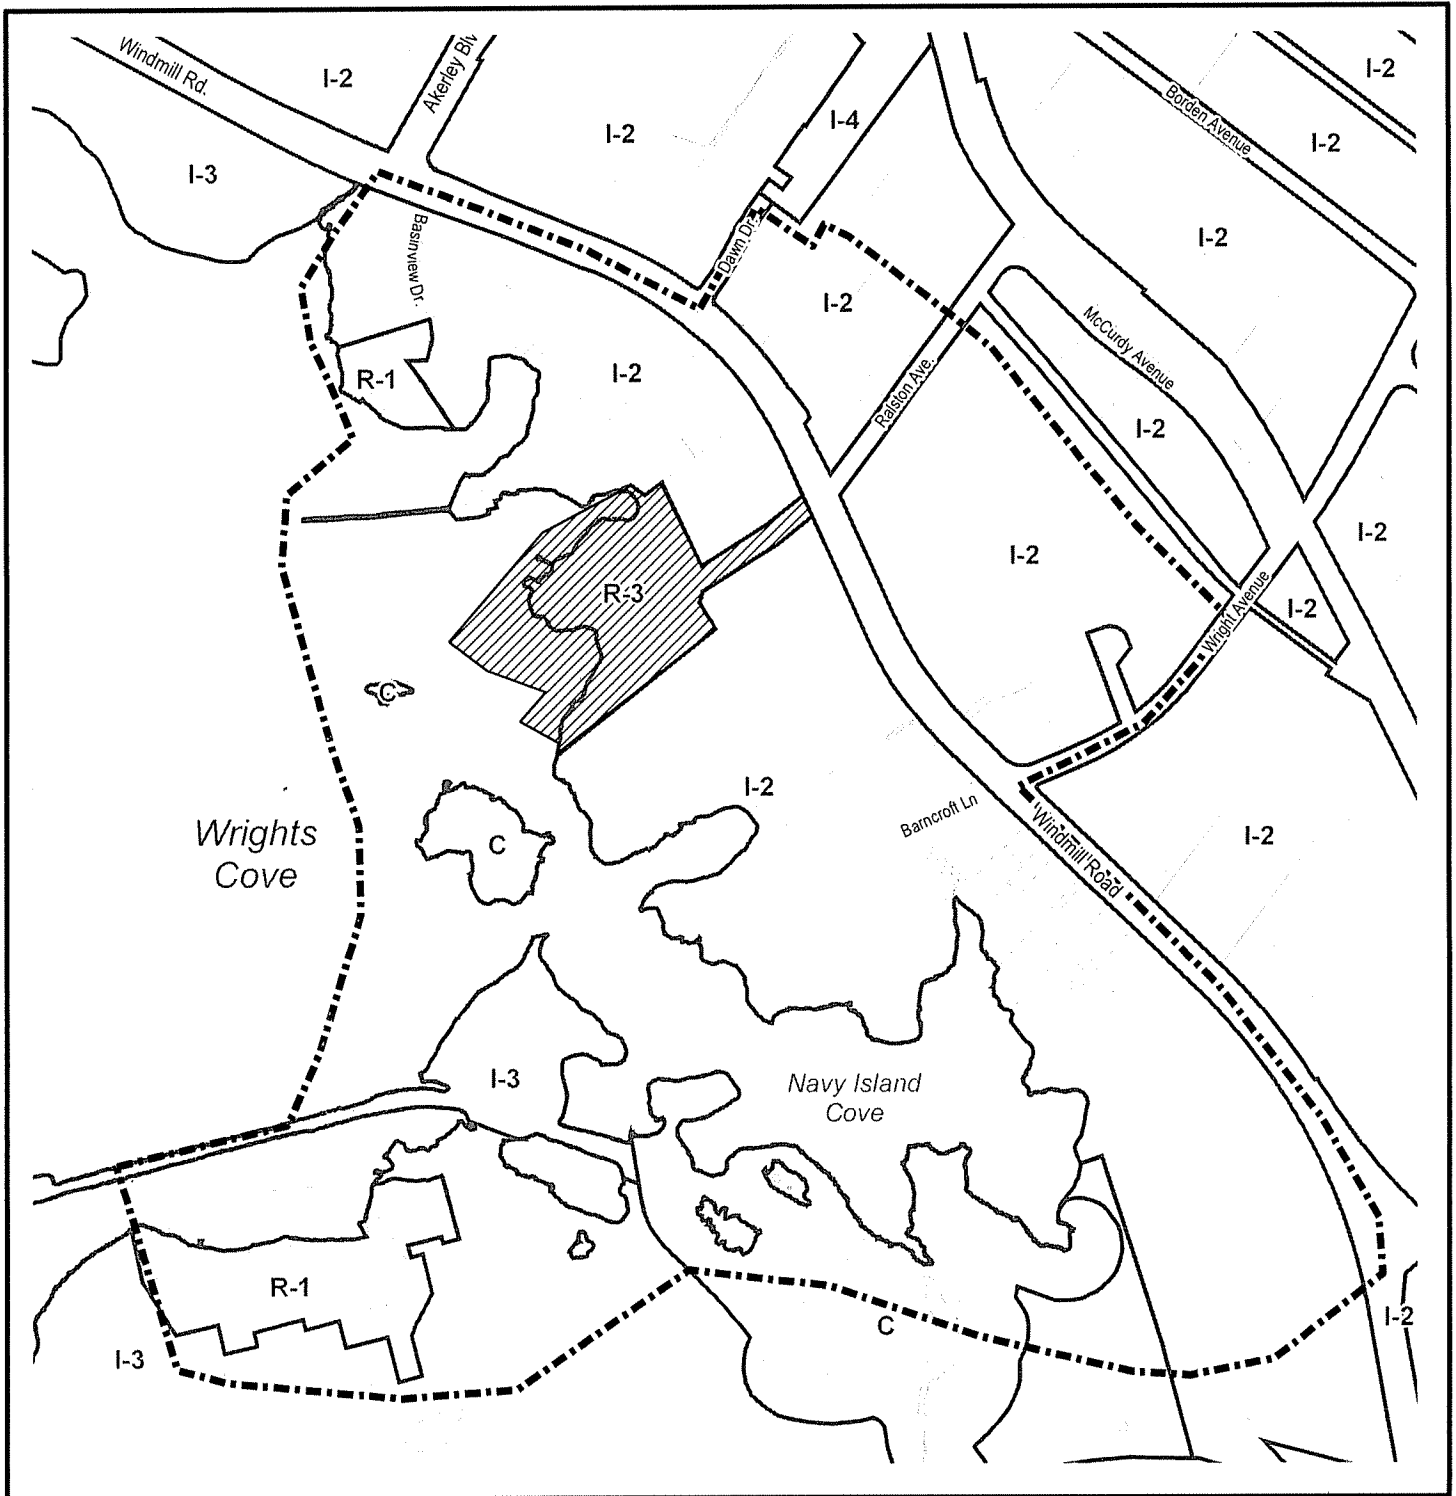 Windmill Rd.
Akerley Blv
I-2
I-2
I-2
Borden Avenue
I-4
I-2
I-3
Basinview Dr.
Dawn Dr.
I-2
I-2
McCurdy Avenue
R-1
I-2
Ralston Ave.
I-2
I-2
I-2
R-3
Wright Avenue
I-2
C
I-2
Barncroft Ln
Windmill Road
I-2
Wrights
Cove
C
I-3
Navy Island
Cove
R-1
C
I-2
I-3